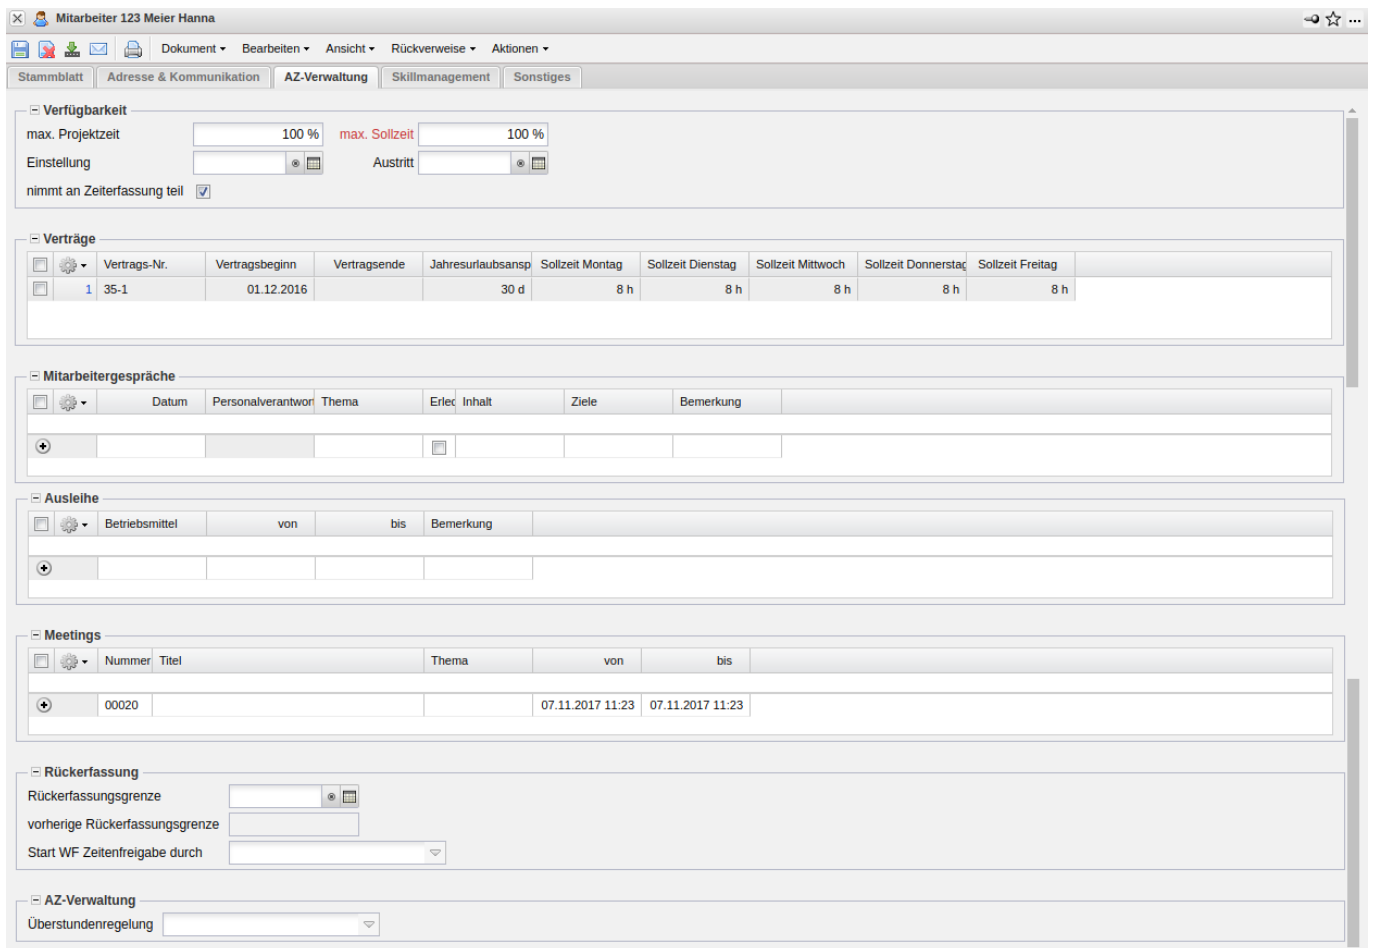 Mitarbeiter 123 Meier Hanna
Dokument Bearbeiten Ansicht Rückverweise Aktionen
Stammblatt Adresse & Kommunikation AZ-Verwaltung Skillmanagement Sonstiges
Verfügbarkeit
max. Projektzeit 100 % max. Sollzeit 100 %
Einstellung Austritt
nimmt an Zeiterfassung teil
Verträge
Vertrags-Nr. Vertragsbeginn Vertragsende Jahresurlaubsansp Sollzeit Montag Sollzeit Dienstag Sollzeit Mittwoch Sollzeit Donnerstag Sollzeit Freitag
1 35-1 01.12.2016 30 d 8 h 8 h 8 h 8 h 8 h
Mitarbeitergespräche
Datum Personalverantwort Thema Erled Inhalt Ziele Bemerkung
Ausleihe
Betriebsmittel von bis Bemerkung
Meetings
Nummer Titel Thema von bis
00020 07.11.2017 11:23 07.11.2017 11:23
Rückerfassung
Rückerfassungsgrenze
vorherige Rückerfassungsgrenze
Start WF Zeitenfreigabe durch
AZ-Verwaltung
Überstundenregelung